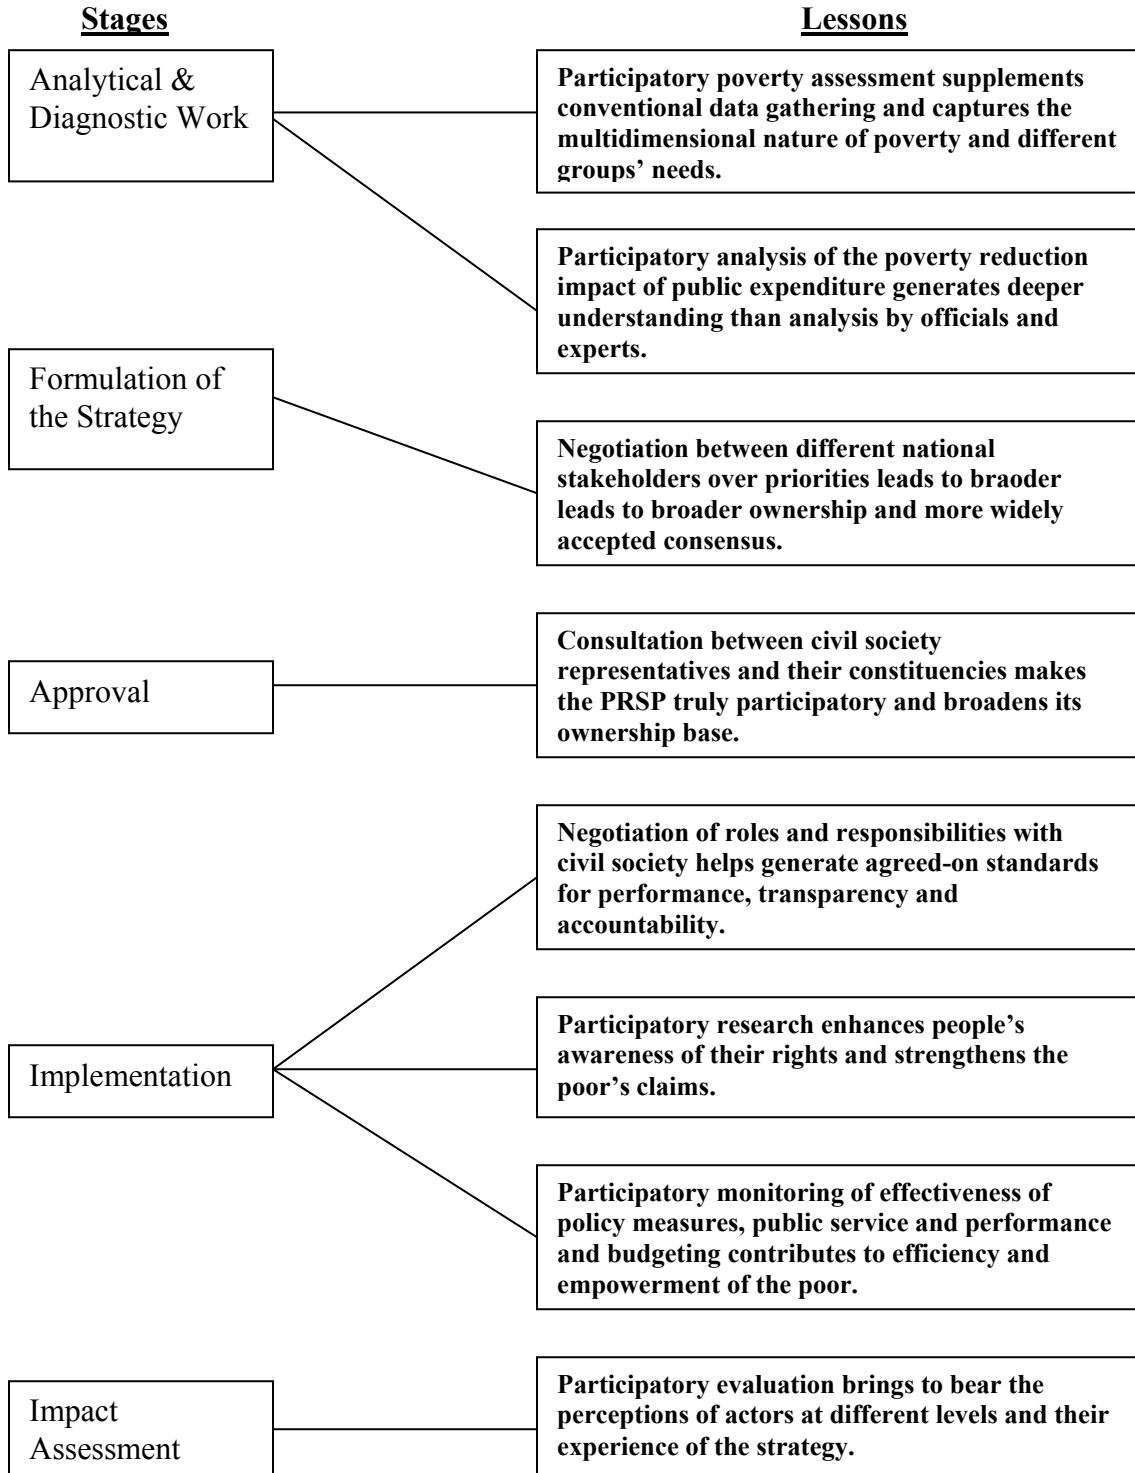 Stages
Lessons
Analytical &
Diagnostic Work
Participatory poverty assessment supplements
conventional data gathering and captures the
multidimensional nature of poverty and different
groups’ needs.
Participatory analysis of the poverty reduction
impact of public expenditure generates deeper
understanding than analysis by officials and
experts.
Formulation of
the Strategy
Negotiation between different national
stakeholders over priorities leads to braoder
leads to broader ownership and more widely
accepted consensus.
Approval
Consultation between civil society
representatives and their constituencies makes
the PRSP truly participatory and broadens its
ownership base.
Implementation
Negotiation of roles and responsibilities with
civil society helps generate agreed-on standards
for performance, transparency and
accountability.
Participatory research enhances people’s
awareness of their rights and strengthens the
poor’s claims.
Participatory monitoring of effectiveness of
policy measures, public service and performance
and budgeting contributes to efficiency and
empowerment of the poor.
Impact
Assessment
Participatory evaluation brings to bear the
perceptions of actors at different levels and their
experience of the strategy.